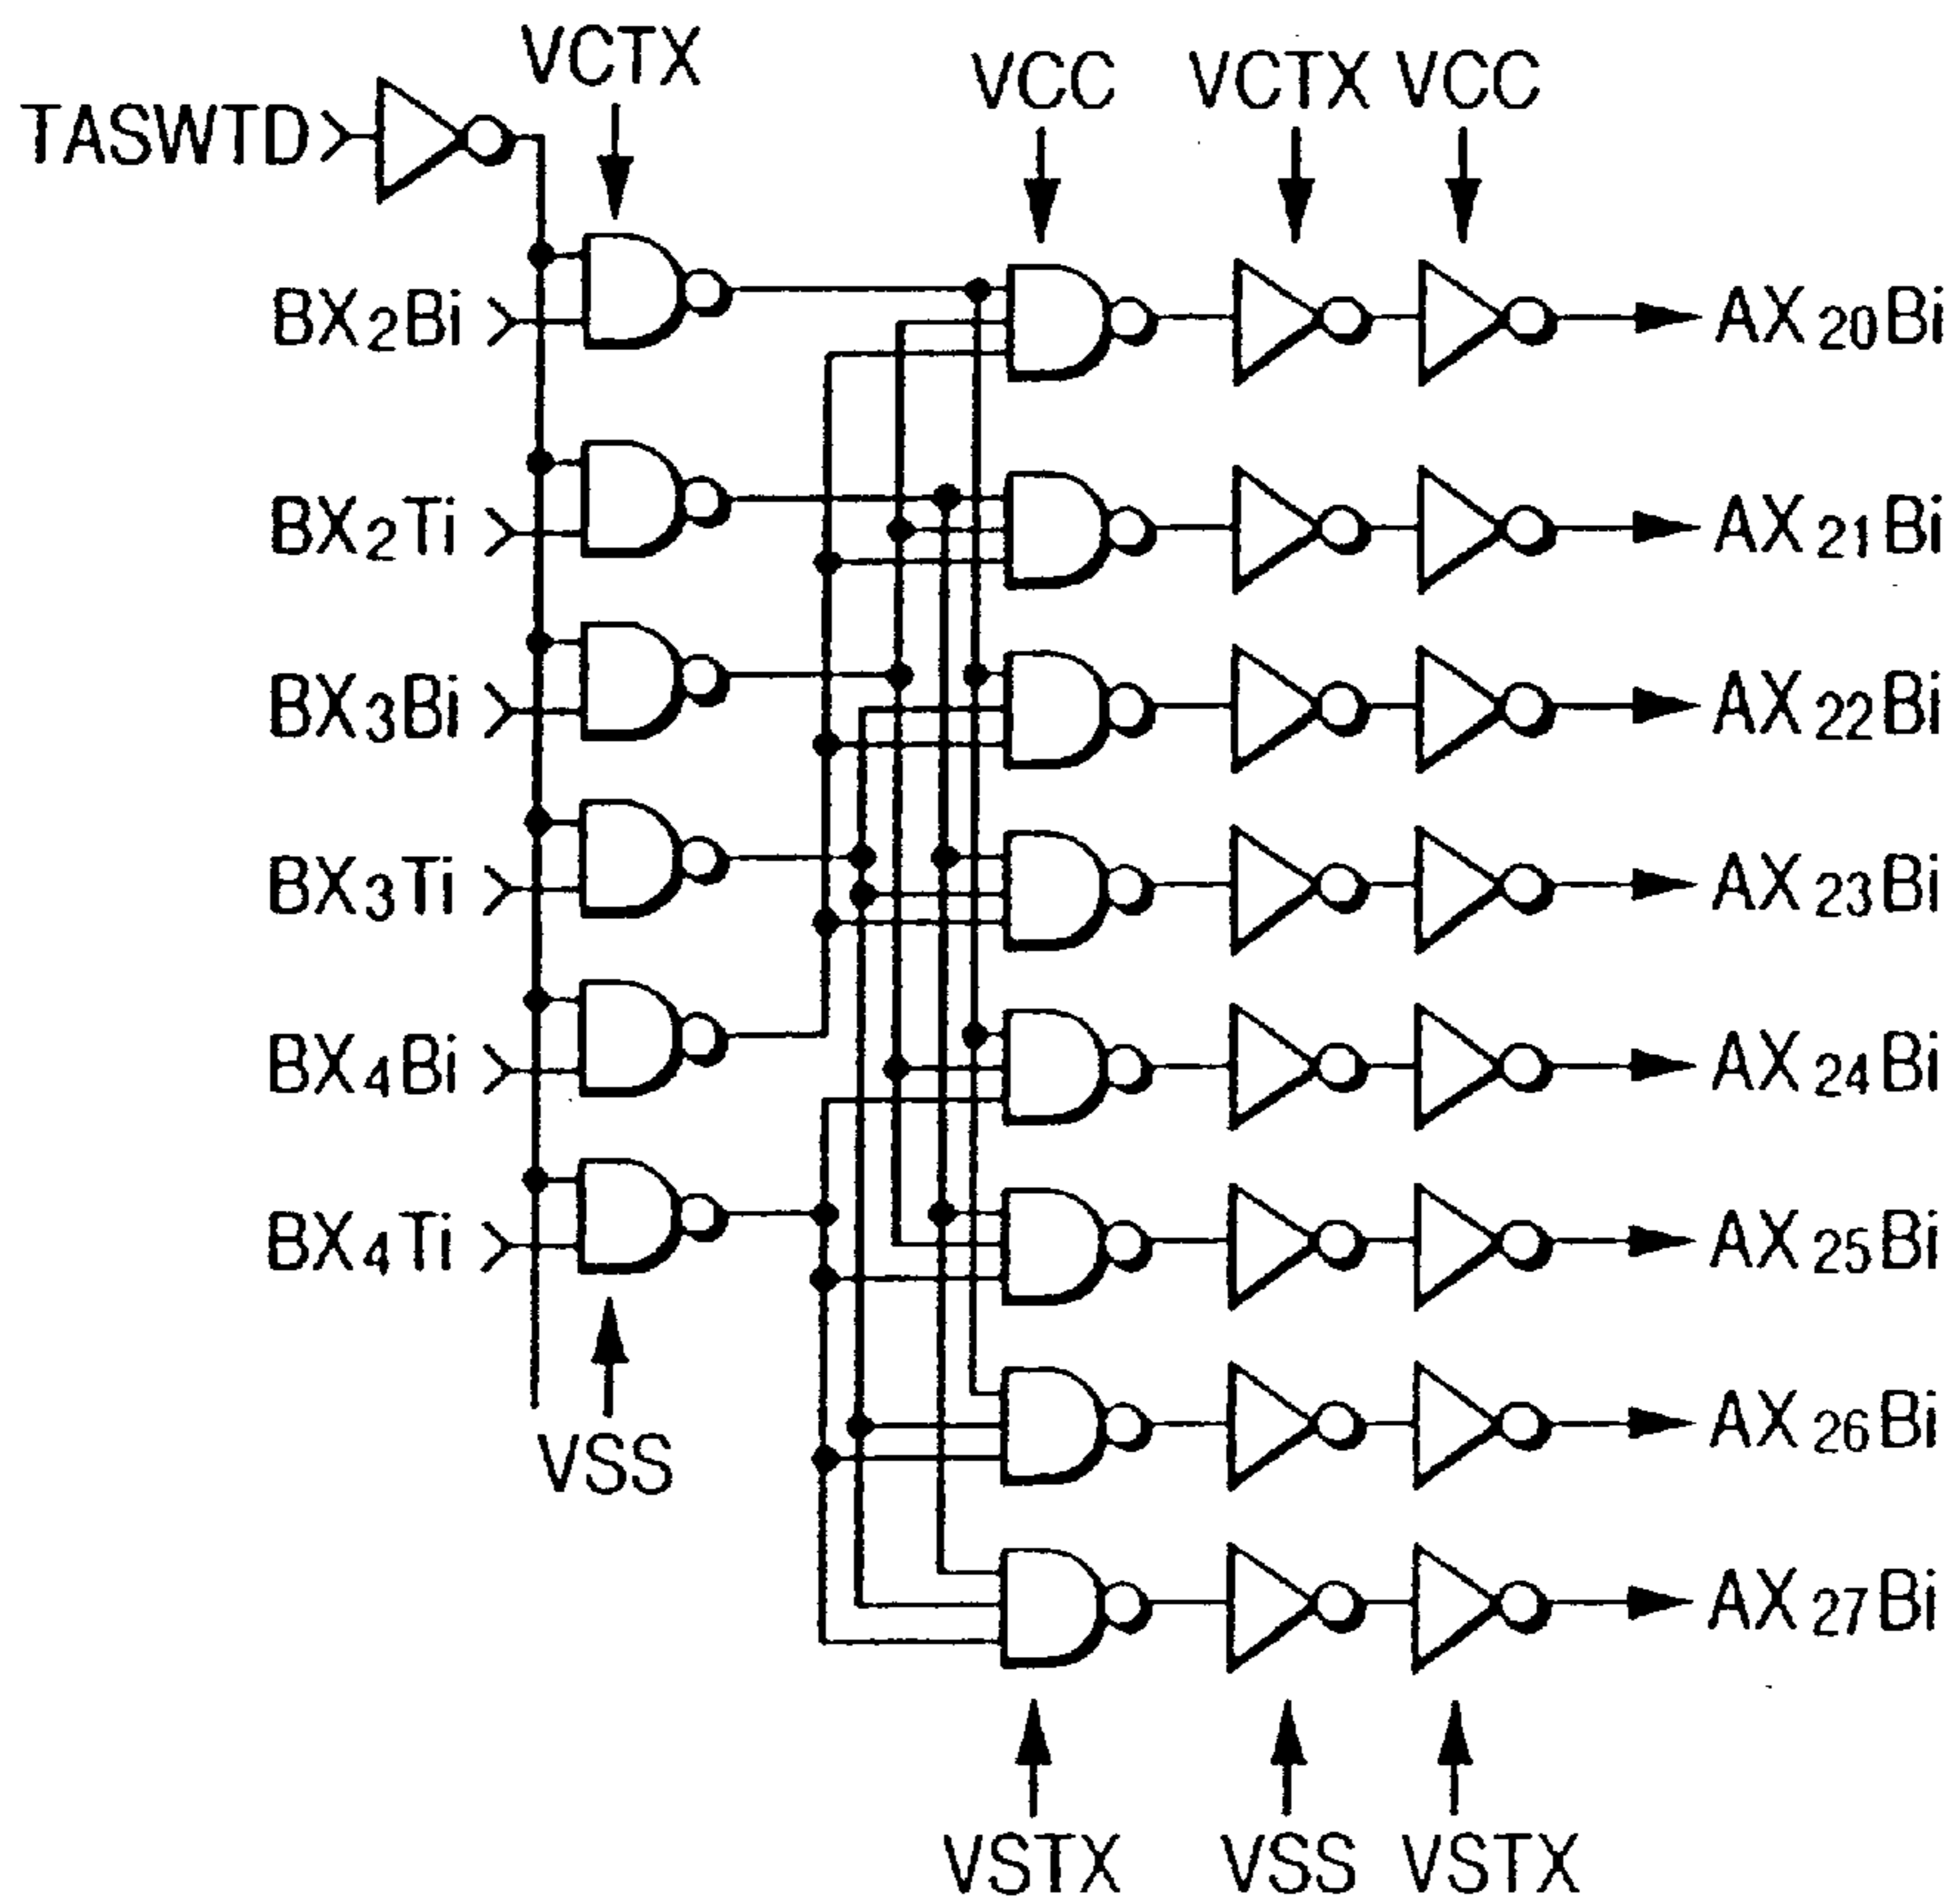 VCTX
VCC VCTX VCC
TASWTD
BX2Bi
AX20Bi
BX2Ti
AX21Bi
BX3Bi
AX22Bi
BX3Ti
AX23Bi
BX4Bi
AX24Bi
BX4Ti
AX25Bi
AX26Bi
VSS
AX27Bi
VSTX VSS VSTX